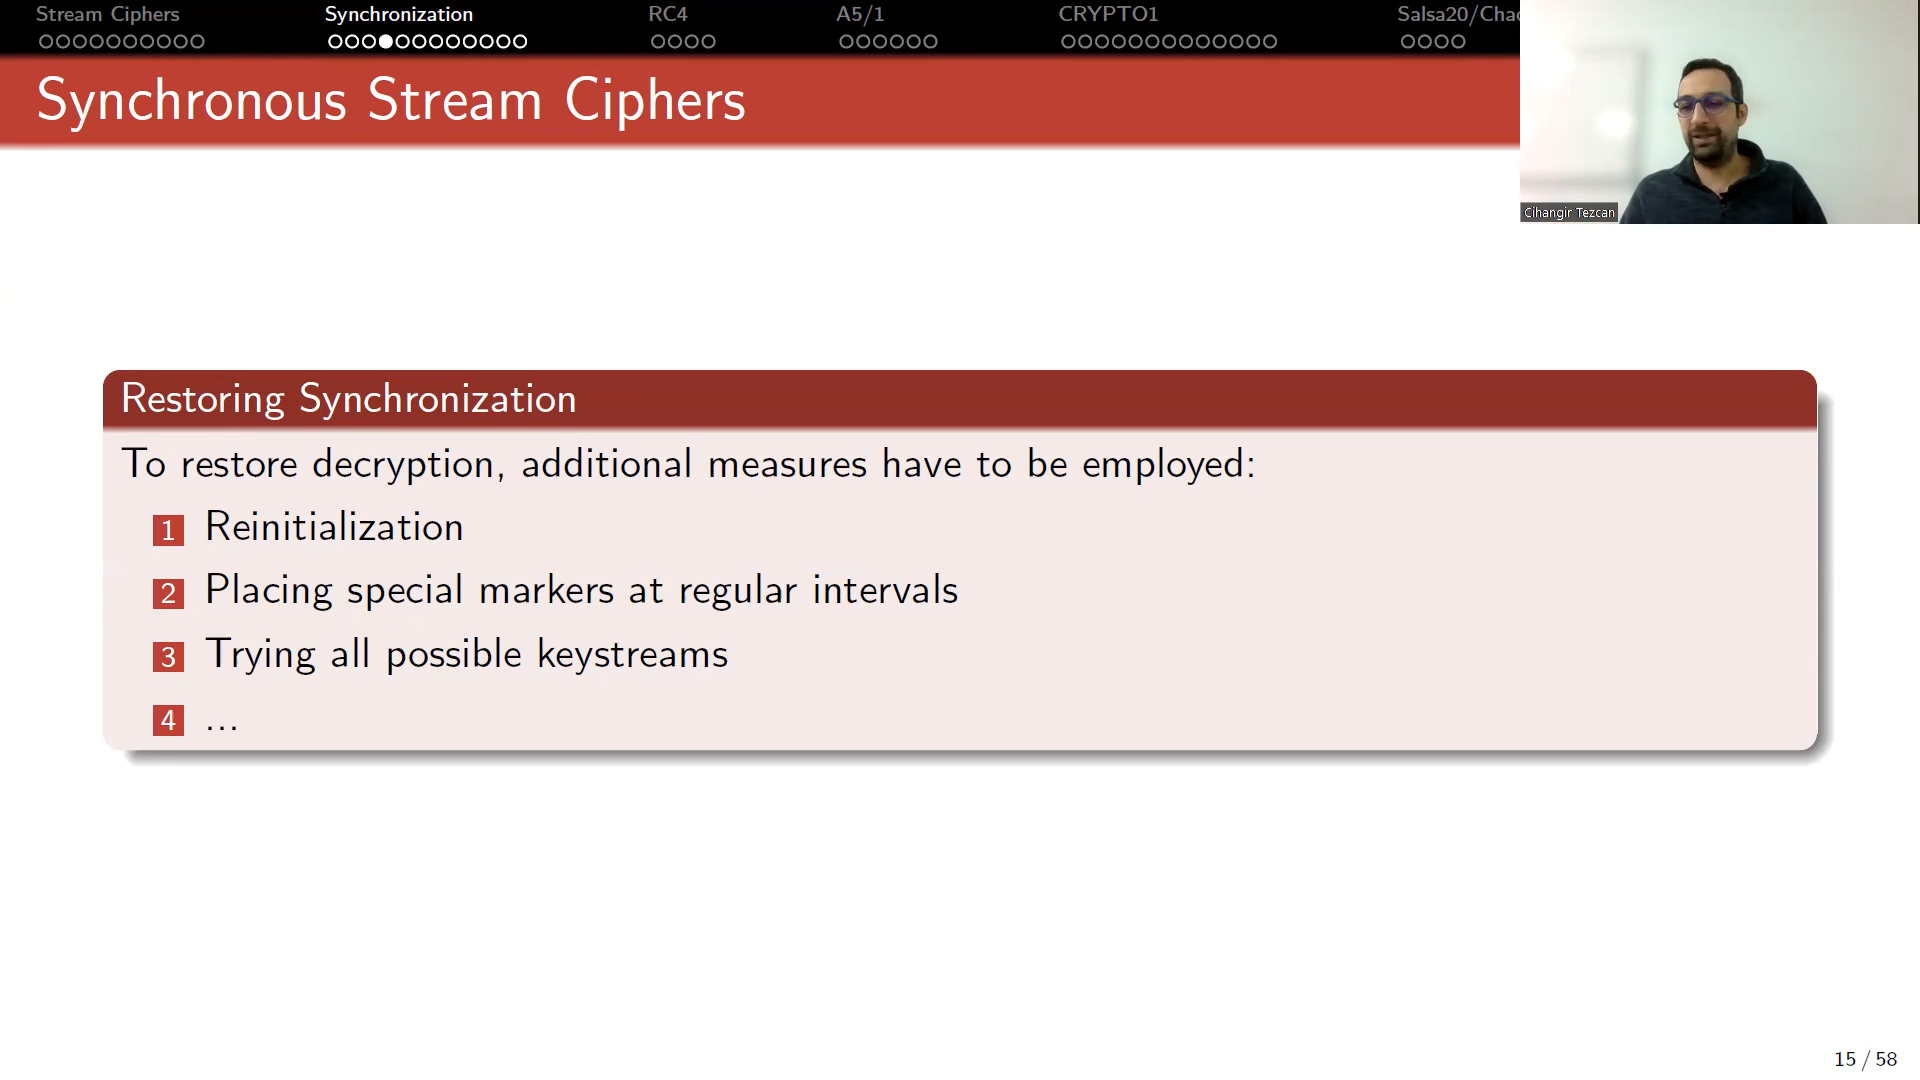 Stream Ciphers
Synchronization
RC4
A5/1
CRYPTO1
Salsa20/Chac
Synchronous Stream Ciphers
Cihangir Tezcan
Restoring Synchronization
To restore decryption, additional measures have to be employed:
1 Reinitialization
2 Placing special markers at regular intervals
3 Trying all possible keystreams
4 ...
15 / 58